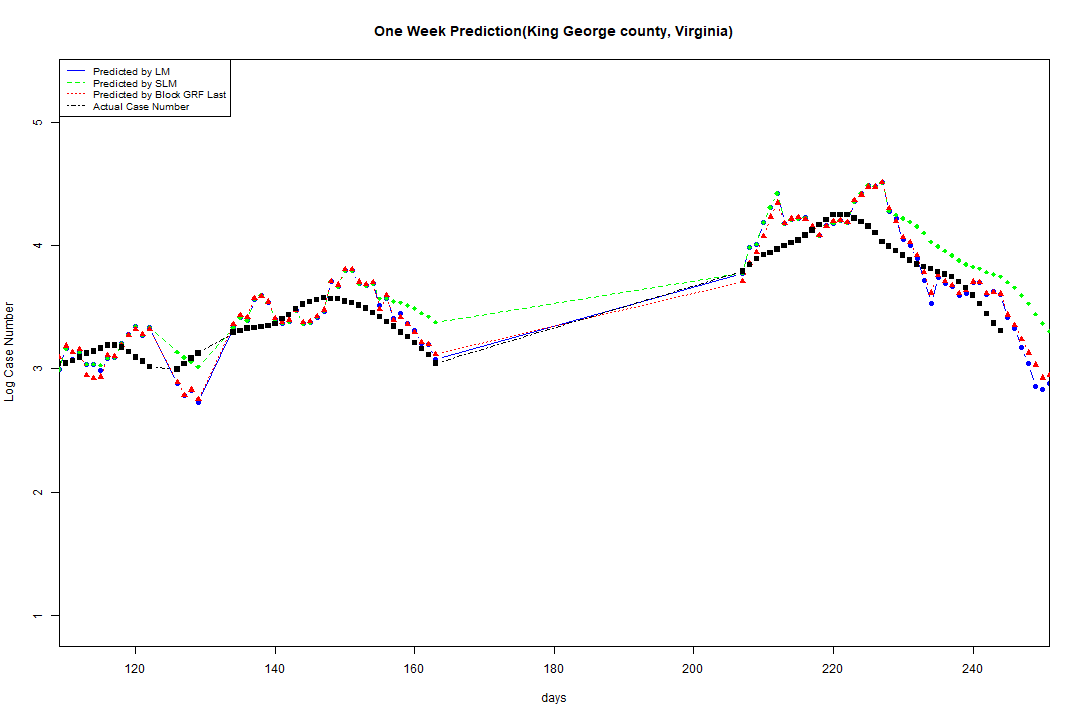 One Week Prediction(King George county, Virginia)
Predicted by LM
Predicted by SLM
Predicted by Block GRF Last
Actual Case Number
5
4
3
2
1
Log Case Number
120 140 160 180 200 220 240
days